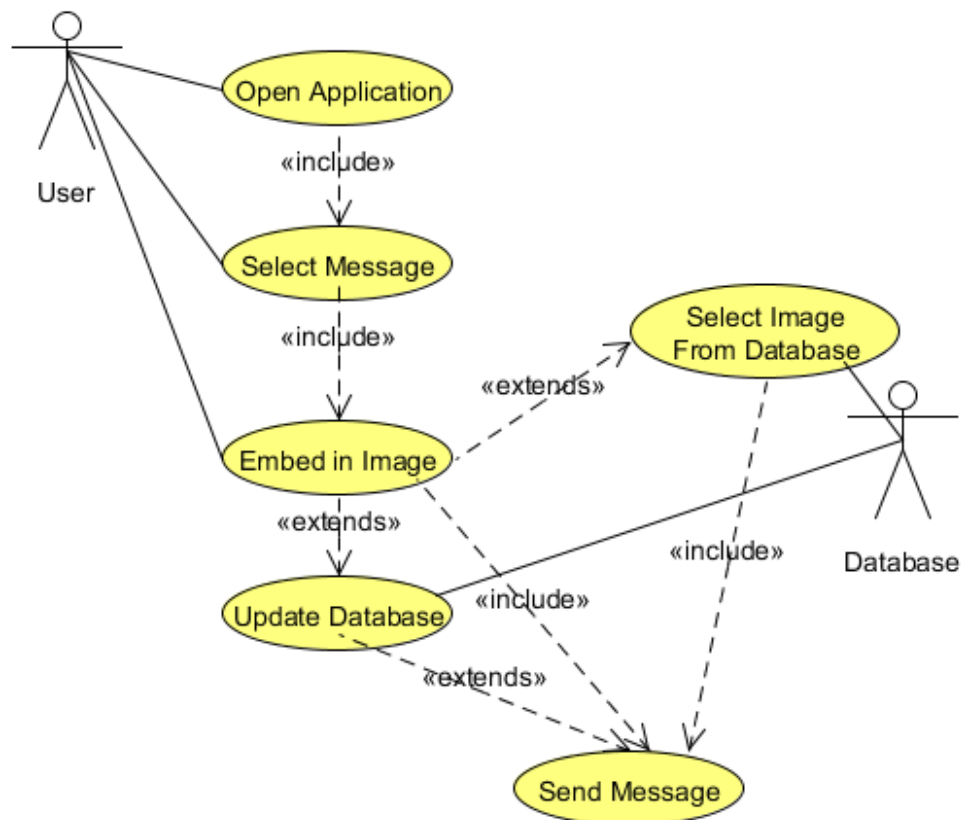 Open Application
«include»
User
Select Message
«include»
Select Image
From Database
«extends»
Embed in Image
«extends»
«include»
Database
«include»
Update Database
«extends»
Send Message